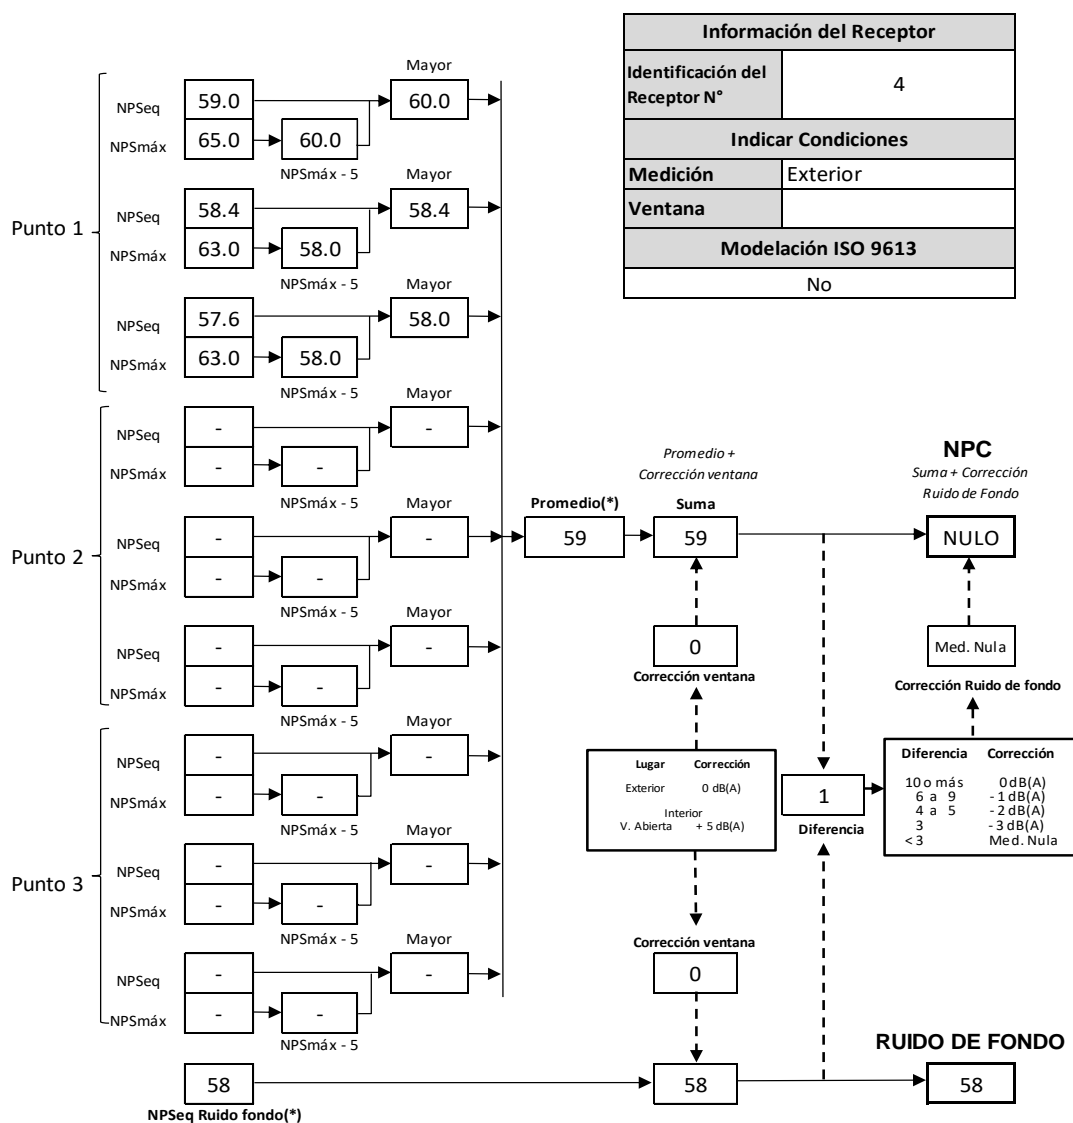 Información del Receptor
Identificación del Receptor N°
4
Indicar Condiciones
Medición
Exterior
Ventana
Modelación ISO 9613
No
Punto 1
Mayor
NPSeq
59.0
60.0
NPSmáx
65.0
60.0
NPSmáx - 5
Mayor
NPSeq
58.4
58.4
NPSmáx
63.0
58.0
NPSmáx - 5
Mayor
NPSeq
57.6
58.0
NPSmáx
63.0
58.0
NPSmáx - 5
Punto 2
Mayor
NPSeq
-
-
NPSmáx
-
-
NPSmáx - 5
Mayor
NPSeq
-
-
NPSmáx
-
-
NPSmáx - 5
Mayor
NPSeq
-
-
NPSmáx
-
-
NPSmáx - 5
Punto 3
Mayor
NPSeq
-
-
NPSmáx
-
-
NPSmáx - 5
Mayor
NPSeq
-
-
NPSmáx
-
-
NPSmáx - 5
Mayor
NPSeq
-
-
NPSmáx
-
-
NPSmáx - 5
58
NPSeq Ruido fondo(*)
Promedio(*)
59
Promedio +
Corrección ventana
Suma
59
0
Corrección ventana
Lugar Corrección
Exterior 0 dB(A)
Interior
V. Abierta + 5 dB(A)
Corrección ventana
0
58
1
Diferencia
NPC
Suma + Corrección
Ruido de Fondo
NULO
Med. Nula
Corrección Ruido de fondo
Diferencia Corrección
10 o más 0 dB(A)
6 a 9 - 1 dB(A)
4 a 5 - 2 dB(A)
3 - 3 dB(A)
< 3 Med. Nula
RUIDO DE FONDO
58